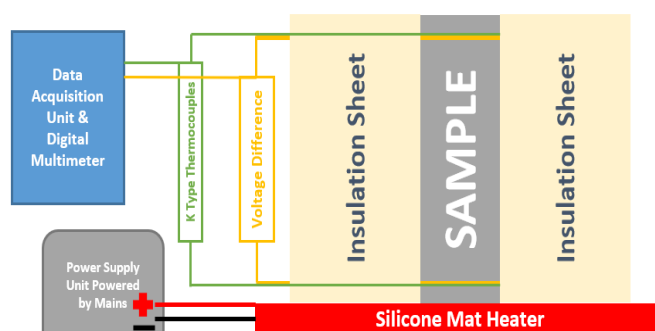 Data
Acquisition
Unit &
Digital
Multimeter
K Type Thermocouples
Voltage Difference
Insulation Sheet
SAMPLE
Insulation Sheet
Power Supply
Unit Powered
by Mains
+
-
Silicone Mat Heater